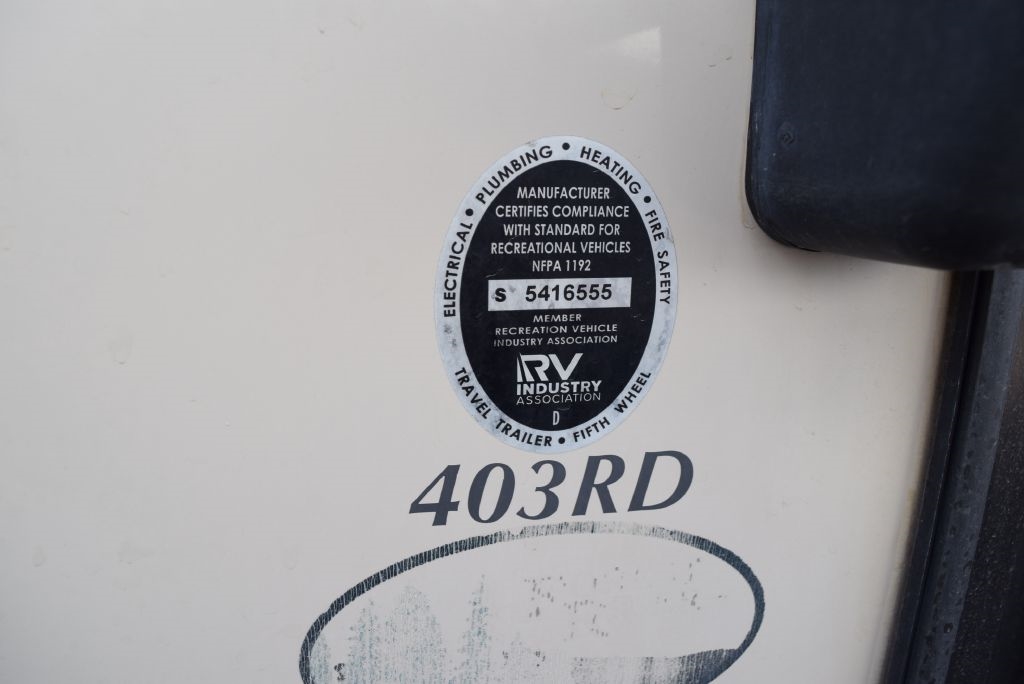 ELECTRICAL • PLUMBING • HEATING • FIRE SAFETY
MANUFACTURER
CERTIFIES COMPLIANCE
WITH STANDARD FOR
RECREATIONAL VEHICLES
NFPA 1192
S 5416555
MEMBER
RECREATION VEHICLE
INDUSTRY ASSOCIATION
RV
INDUSTRY
ASSOCIATION
D
TRAVEL TRAILER • FIFTH WHEEL
403RD